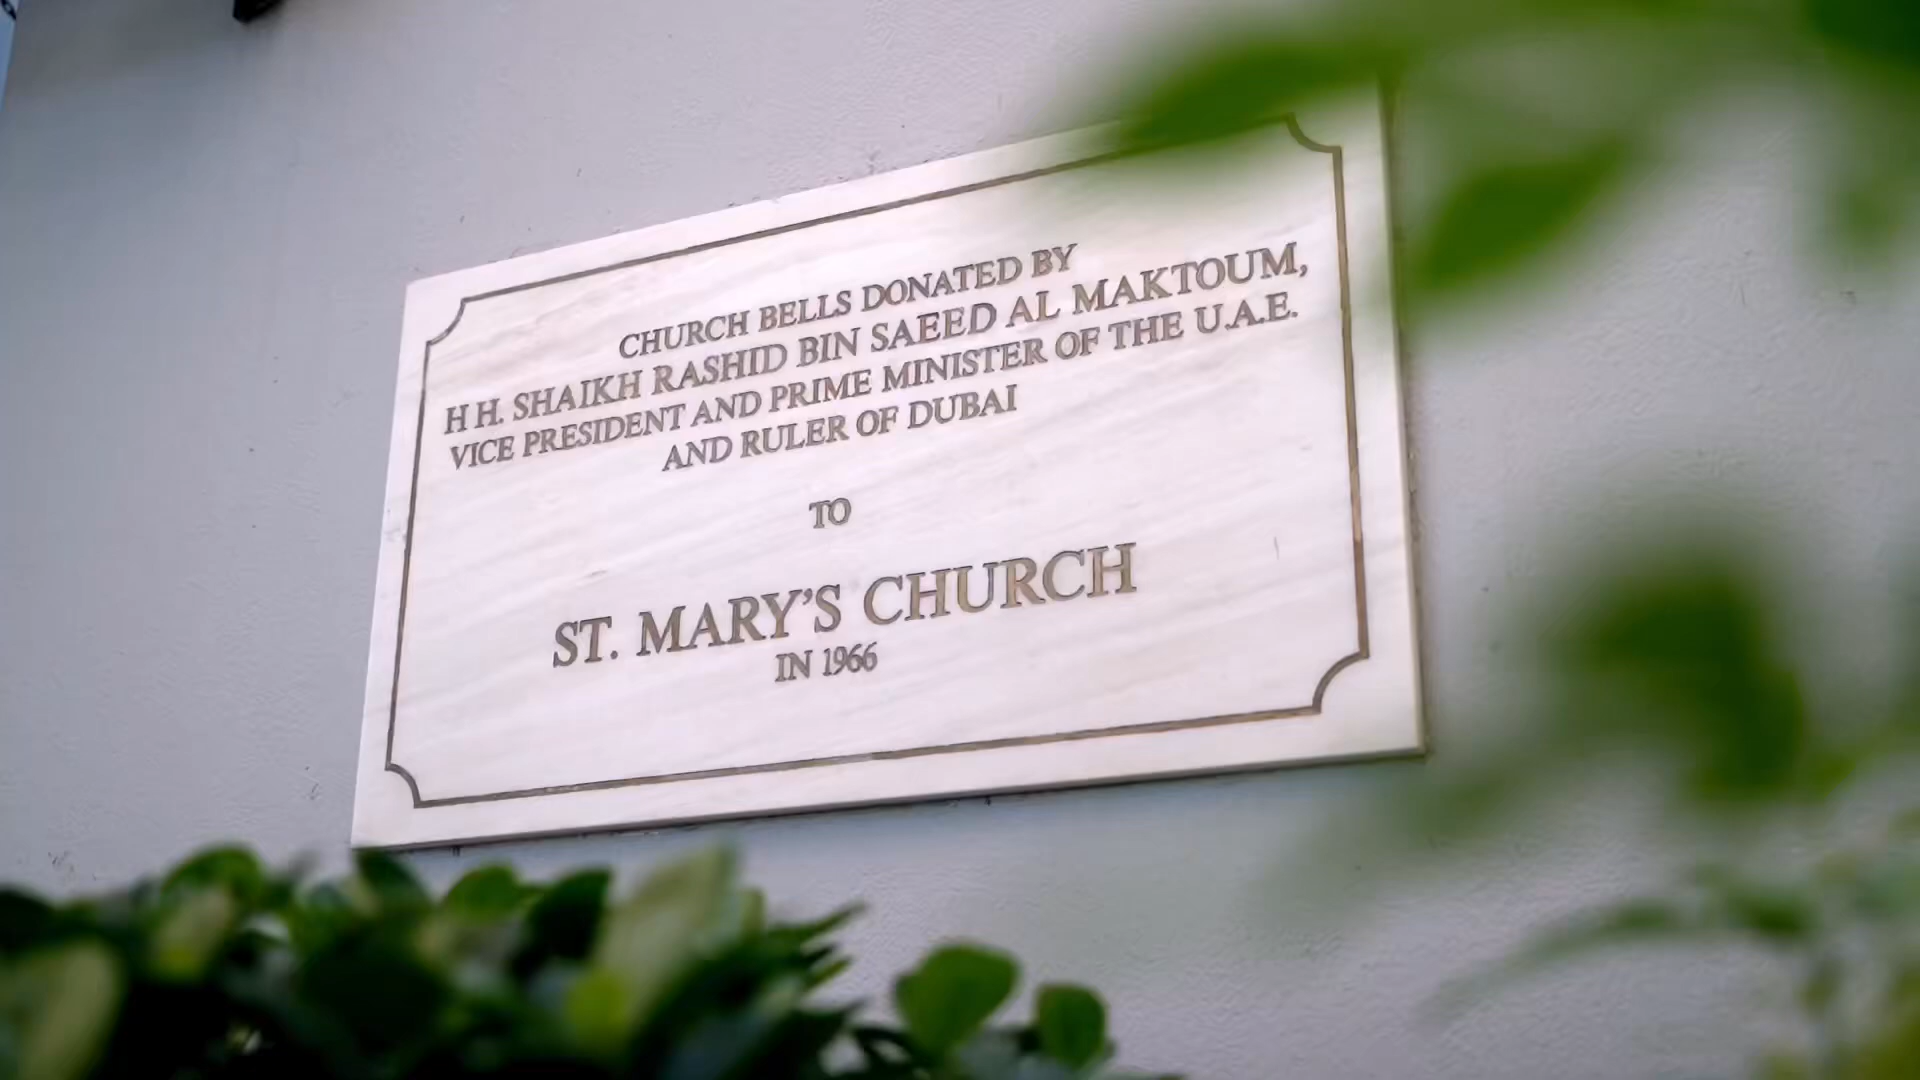 CHURCH BELLS DONATED BY
H H. SHAIKH RASHID BIN SAEED AL MAKTOUM,
VICE PRESIDENT AND PRIME MINISTER OF THE U.A.E.
AND RULER OF DUBAI
TO
ST. MARY'S CHURCH
IN 1966